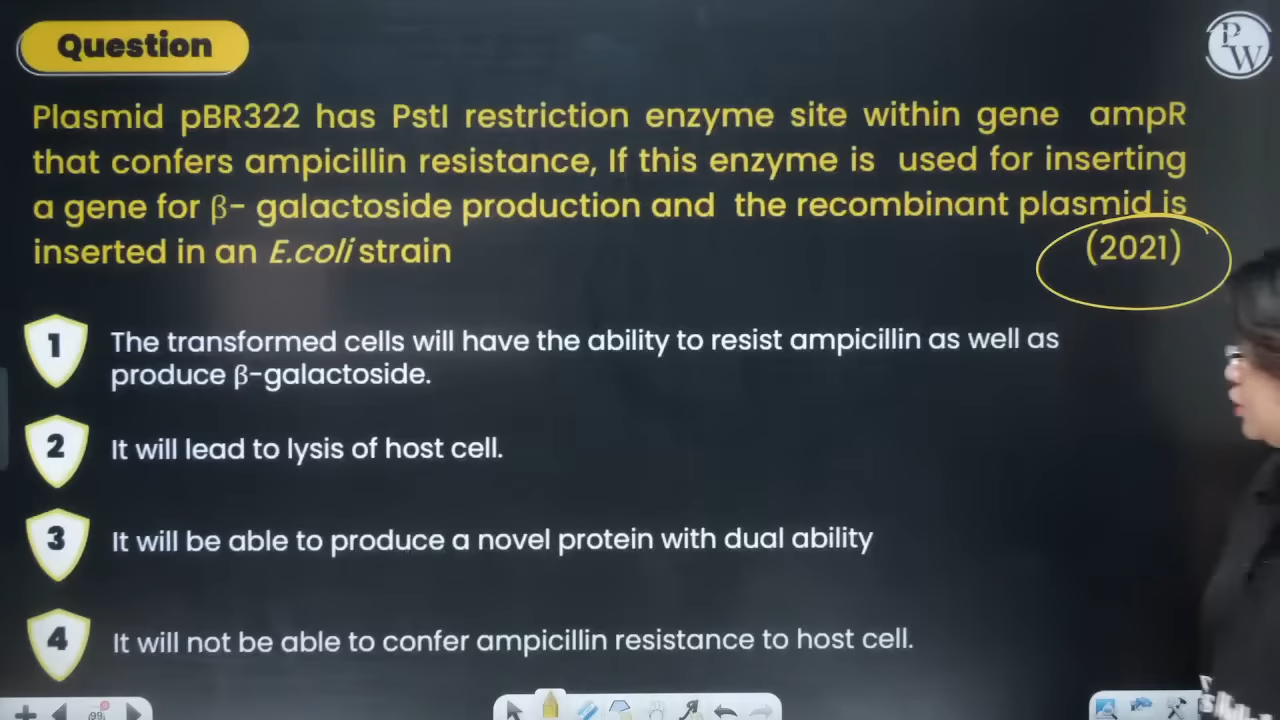 Question
PW
Plasmid pBR322 has PstI restriction enzyme site within gene ampR
that confers ampicillin resistance, If this enzyme is used for inserting
a gene for β- galactoside production and the recombinant plasmid is
inserted in an E.coli strain
(2021)
1
The transformed cells will have the ability to resist ampicillin as well as
produce β-galactoside.
2
It will lead to lysis of host cell.
3
It will be able to produce a novel protein with dual ability
4
It will not be able to confer ampicillin resistance to host cell.